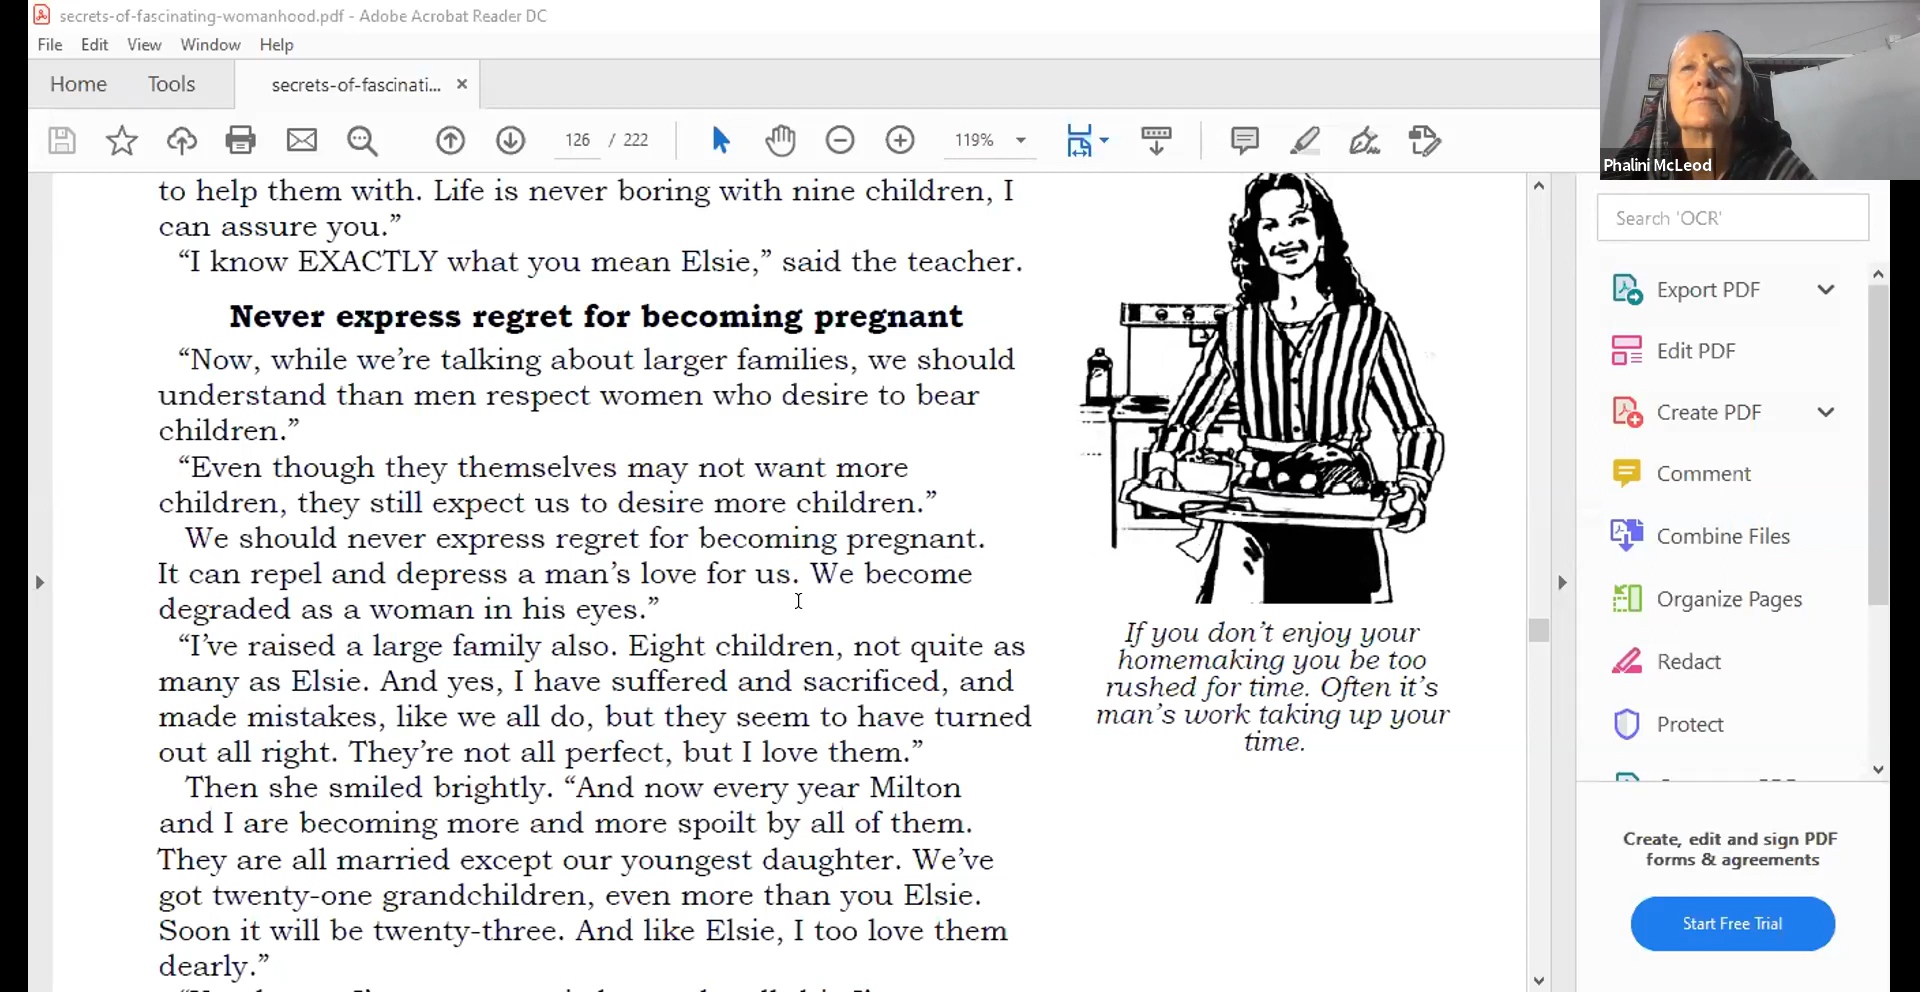 secrets-of-fascinating-womanhood.pdf - Adobe Acrobat Reader DC
File Edit View Window Help
Home Tools secrets-of-fascinati... ×
126 / 222 119%
Phalini McLeod
to help them with. Life is never boring with nine children, I
can assure you.”
“I know EXACTLY what you mean Elsie,” said the teacher.
Never express regret for becoming pregnant
“Now, while we’re talking about larger families, we should
understand than men respect women who desire to bear
children.”
“Even though they themselves may not want more
children, they still expect us to desire more children.”
We should never express regret for becoming pregnant.
It can repel and depress a man’s love for us. We become
degraded as a woman in his eyes.”
“I’ve raised a large family also. Eight children, not quite as
many as Elsie. And yes, I have suffered and sacrificed, and
made mistakes, like we all do, but they seem to have turned
out all right. They’re not all perfect, but I love them.”
Then she smiled brightly. “And now every year Milton
and I are becoming more and more spoilt by all of them.
They are all married except our youngest daughter. We’ve
got twenty-one grandchildren, even more than you Elsie.
Soon it will be twenty-three. And like Elsie, I too love them
dearly.”
If you don’t enjoy your
homemaking you be too
rushed for time. Often it’s
man’s work taking up your
time.
Search 'OCR'
Export PDF
Edit PDF
Create PDF
Comment
Combine Files
Organize Pages
Redact
Protect
Create, edit and sign PDF
forms & agreements
Start Free Trial